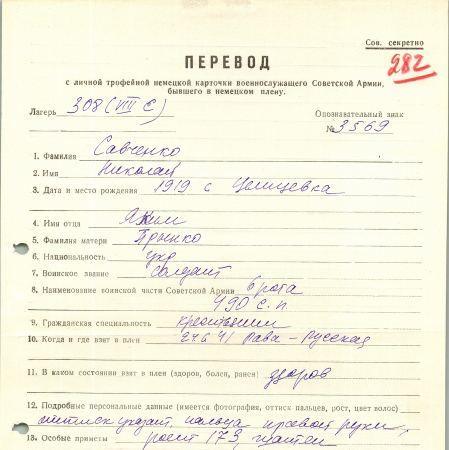 Сов. секретно
282
ПЕРЕВОД
с личной трофейной немецкой карточки военнослужащего Советской Армии,
бывшего в немецком плену.
Лагерь 308 (VIII E) Опознавательный знак
№ 3569
1. Фамилия Савченко
2. Имя Николай
3. Дата и место рождения 1919 с
4. Имя отца Яким
5. Фамилия матери Прынко
6. Национальность укр
7. Воинское звание солдат
8. Наименование воинской части Советской Армии 6 рота
490 с.п.
9. Гражданская специальность крестьянин
10. Когда и где взят в плен 24641 Рава-Русская
11. В каком состоянии взят в плен (здоров, болен, ранен) здоров
12. Подробные персональные данные (имеется фотография, оттиск пальцев, рост, цвет волос)
оттиск указат. пальца правой руки,
13. Особые приметы рост 173,